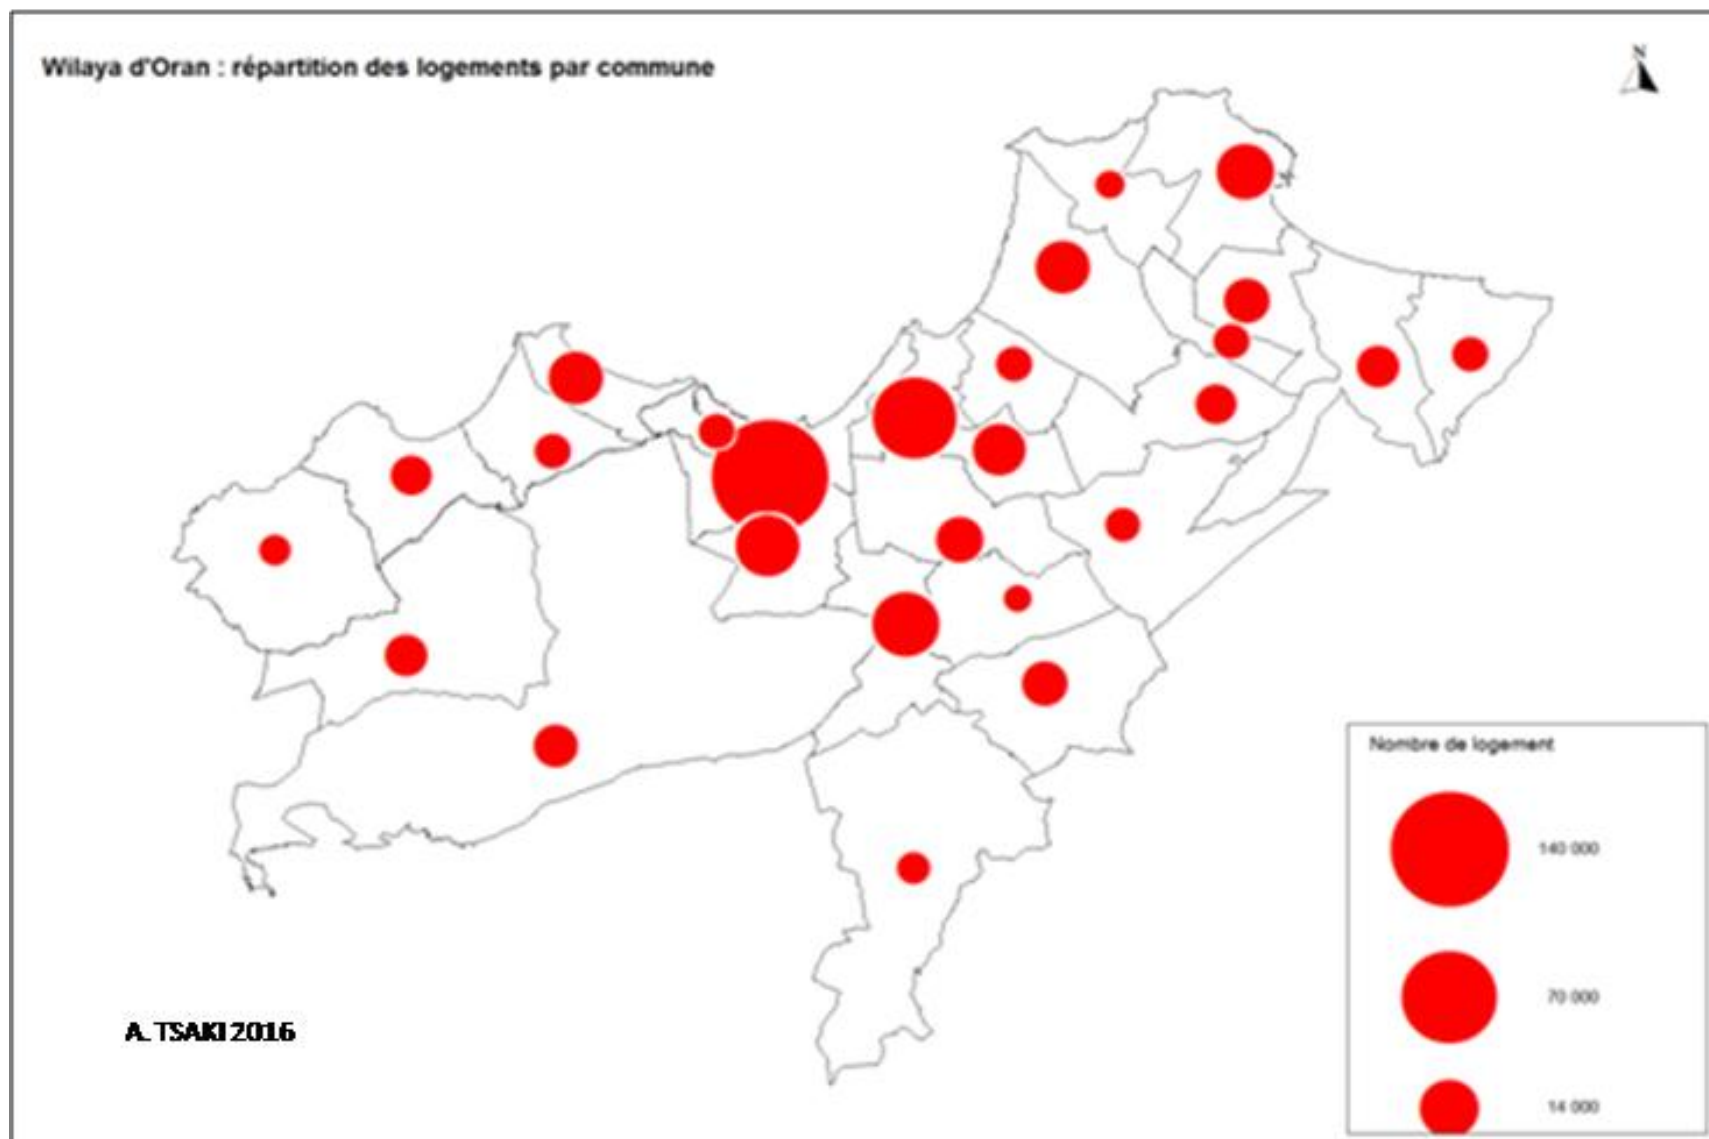 Wilaya d'Oran : répartition des logements par commune
N
Nombre de logement
140 000
70 000
14 000
A. TSAKI 2016